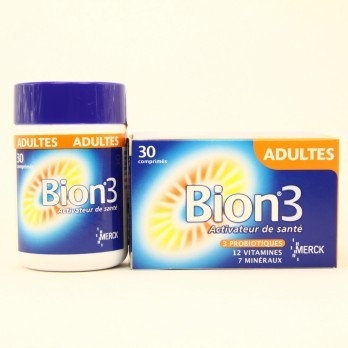 ADULTES ADULTES
30
Bion3
Activateur de santé
MERCK
30
comprimés
ADULTES
Bion3
Activateur de santé
3 PROBIOTIQUES
12 VITAMINES
7 MINÉRAUX
MERCK